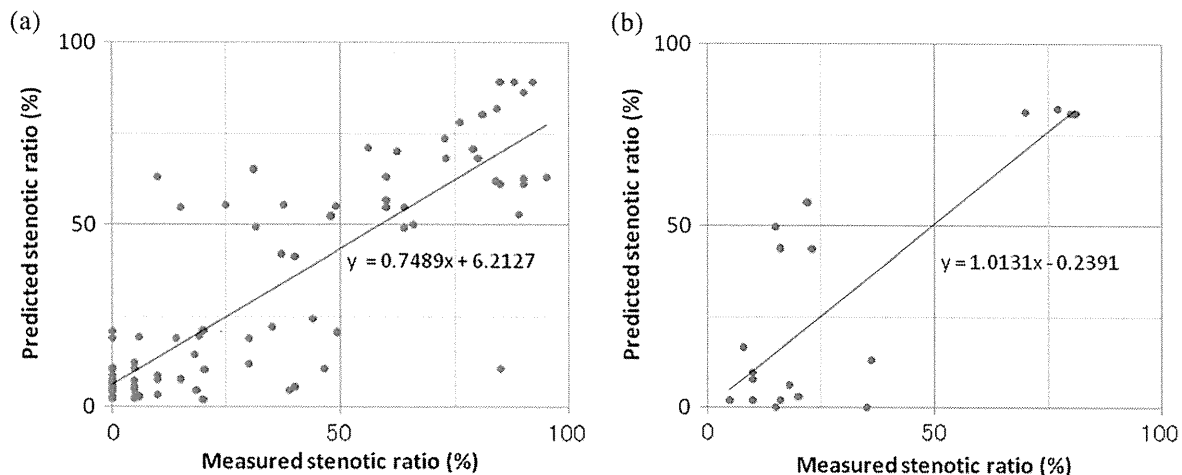 (a)
100
50
0
Predicted stenotic ratio (%)
y = 0.7489x + 6.2127
0
50
100
Measured stenotic ratio (%)
(b)
100
50
0
Predicted stenotic ratio (%)
y = 1.0131x - 0.2391
0
50
100
Measured stenotic ratio (%)